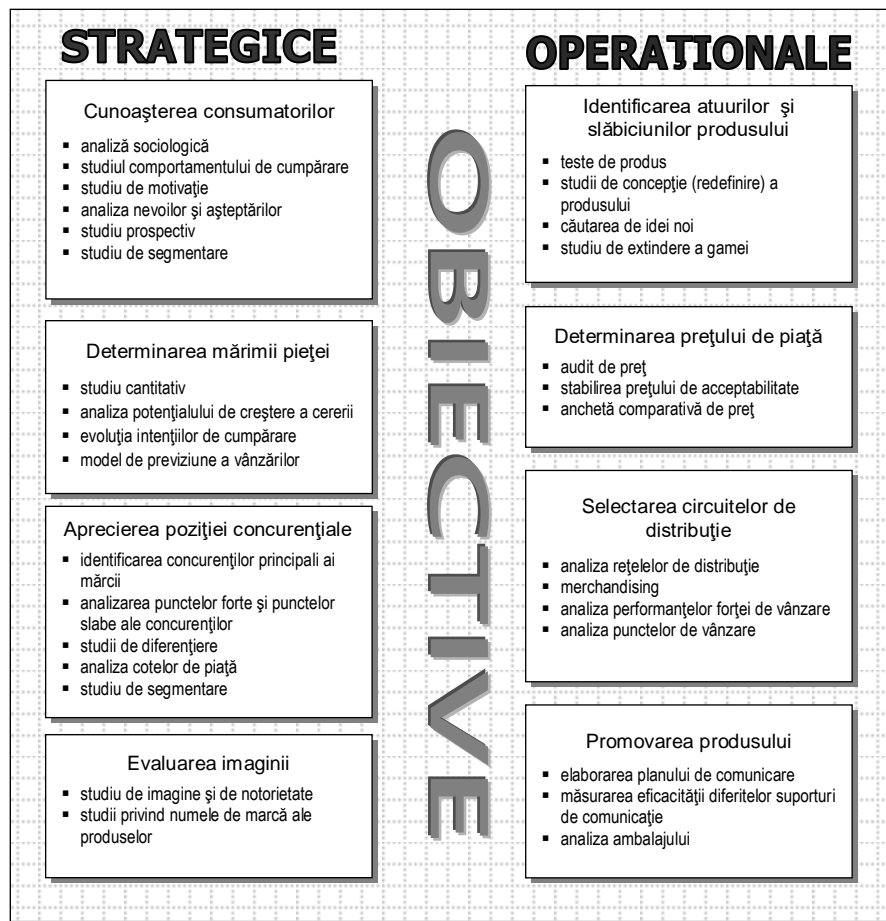 STRATEGICE
Cunoaşterea consumatorilor
▪ analiză sociologică
▪ studiul comportamentului de cumpărare
▪ studiu de motivaţie
▪ analiza nevoilor şi aşteptărilor
▪ studiu prospectiv
▪ studiu de segmentare
Determinarea mărimii pieţei
▪ studiu cantitativ
▪ analiza potenţialului de creştere a cererii
▪ evoluţia intenţiilor de cumpărare
▪ model de previziune a vânzărilor
Aprecierea poziţiei concurenţiale
▪ identificarea concurenţilor principali ai
mărcii
▪ analizarea punctelor forte şi punctelor
slabe ale concurenţilor
▪ studii de diferenţiere
▪ analiza cotelor de piaţă
▪ studiu de segmentare
Evaluarea imaginii
▪ studiu de imagine şi de notorietate
▪ studii privind numele de marcă ale
produselor
OBIECTIVE
OPERAŢIONALE
Identificarea atuurilor şi
slăbiciunilor produsului
▪ teste de produs
▪ studii de concepţie (redefinire) a
produsului
▪ căutarea de idei noi
▪ studiu de extindere a gamei
Determinarea preţului de piaţă
▪ audit de preţ
▪ stabilirea preţului de acceptabilitate
▪ anchetă comparativă de preţ
Selectarea circuitelor de
distribuţie
▪ analiza reţelelor de distribuţie
▪ merchandising
▪ analiza performanţelor forţei de vânzare
▪ analiza punctelor de vânzare
Promovarea produsului
▪ elaborarea planului de comunicare
▪ măsurarea eficacităţii diferitelor suporturi
de comunicaţie
▪ analiza ambalajului